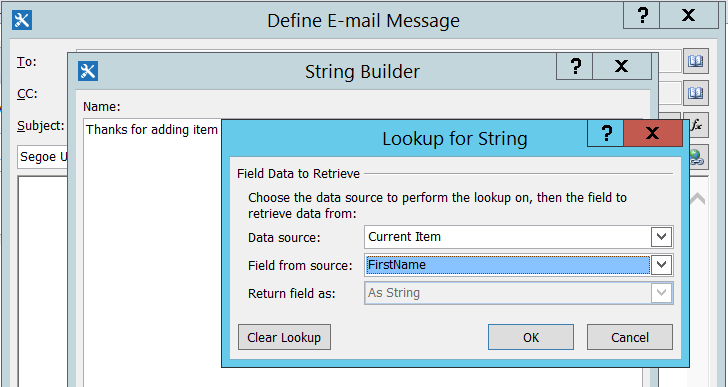 Define E-mail Message
? X
To:
String Builder
? X
CC:
Name:
Subject:
Thanks for adding item
fx
Lookup for String
? X
Segoe U
Field Data to Retrieve
Choose the data source to perform the lookup on, then the field to
retrieve data from:
Data source: Current Item
Field from source: FirstName
Return field as: As String
Clear Lookup OK Cancel